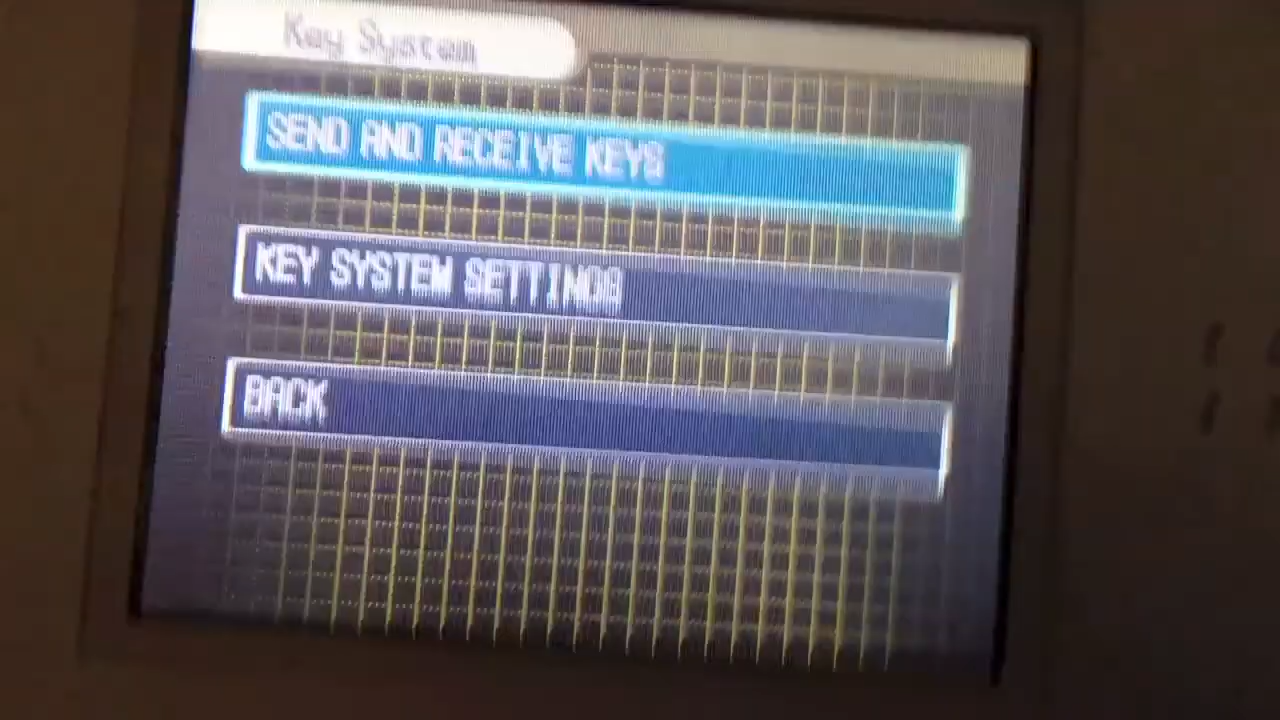 Key System
SEND AND RECEIVE KEYS
KEY SYSTEM SETTINGS
BACK